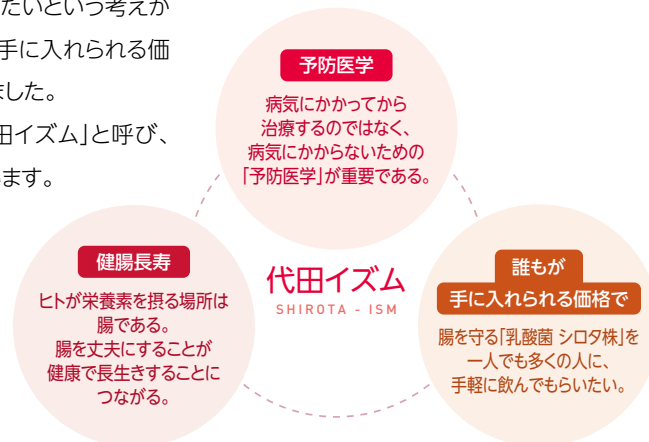 たいという考えが
手に入れられる価
ました。
田イズム」と呼び、
います。
予防医学
病気にかかってから
治療するのではなく、
病気にかからないための
「予防医学」が重要である。
健腸長寿
ヒトが栄養素を摂る場所は
腸である。
腸を丈夫にすることが
健康で長生きすることに
つながる。
代田イズム
SHIROTA - ISM
誰もが
手に入れられる価格で
腸を守る「乳酸菌 シロタ株」を
一人でも多くの人に、
手軽に飲んでもらいたい。